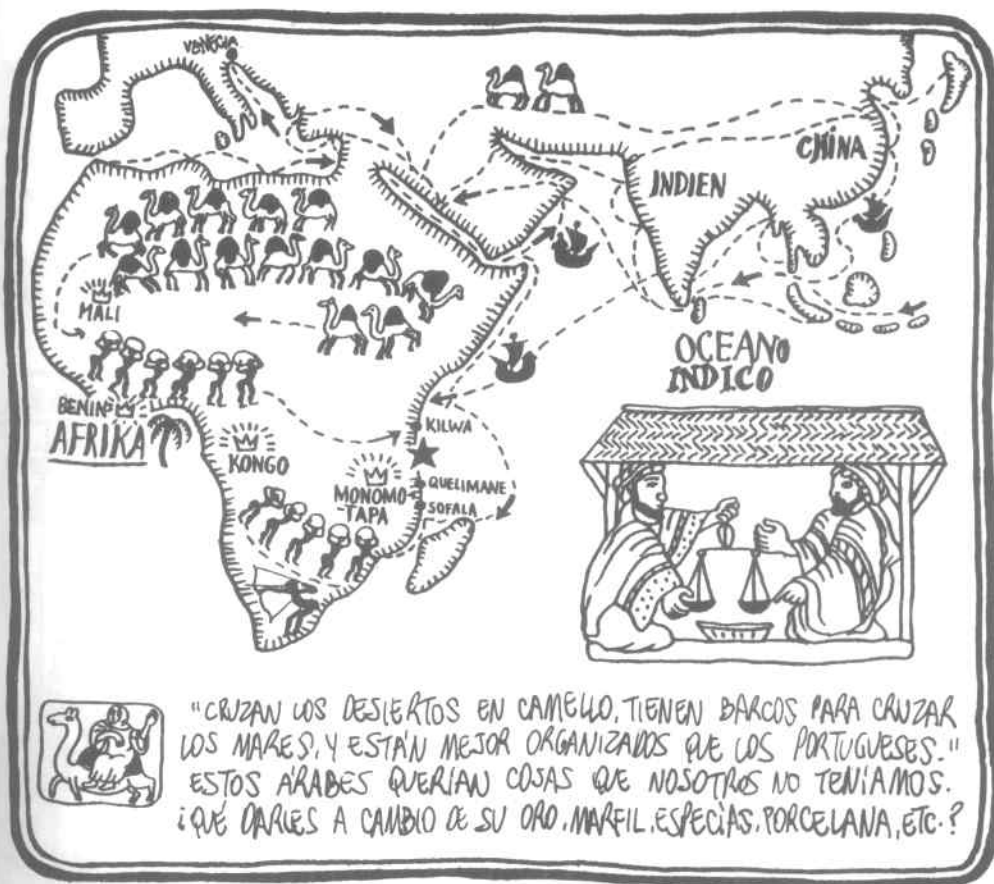 VENECIA
CHINA
INDIEN
MALI
OCEANO
INDICO
BENIN
AFRIKA
KILWA
KONGO
QUELIMANE
MONOMO-
TAPA
SOFALA
"CRUZAN LOS DESIERTOS EN CAMELLO, TIENEN BARCOS PARA CRUZAR
LOS MARES, Y ESTÁN MEJOR ORGANIZADOS QUE LOS PORTUGUESES."
ESTOS ÁRABES QUERÍAN COSAS QUE NOSOTROS NO TENÍAMOS.
¿QUÉ DARLES A CAMBIO DE SU ORO, MARFIL, ESPECIAS, PORCELANA, ETC.?